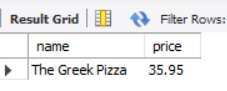 Result Grid Filter Rows:
name price
The Greek Pizza 35.95